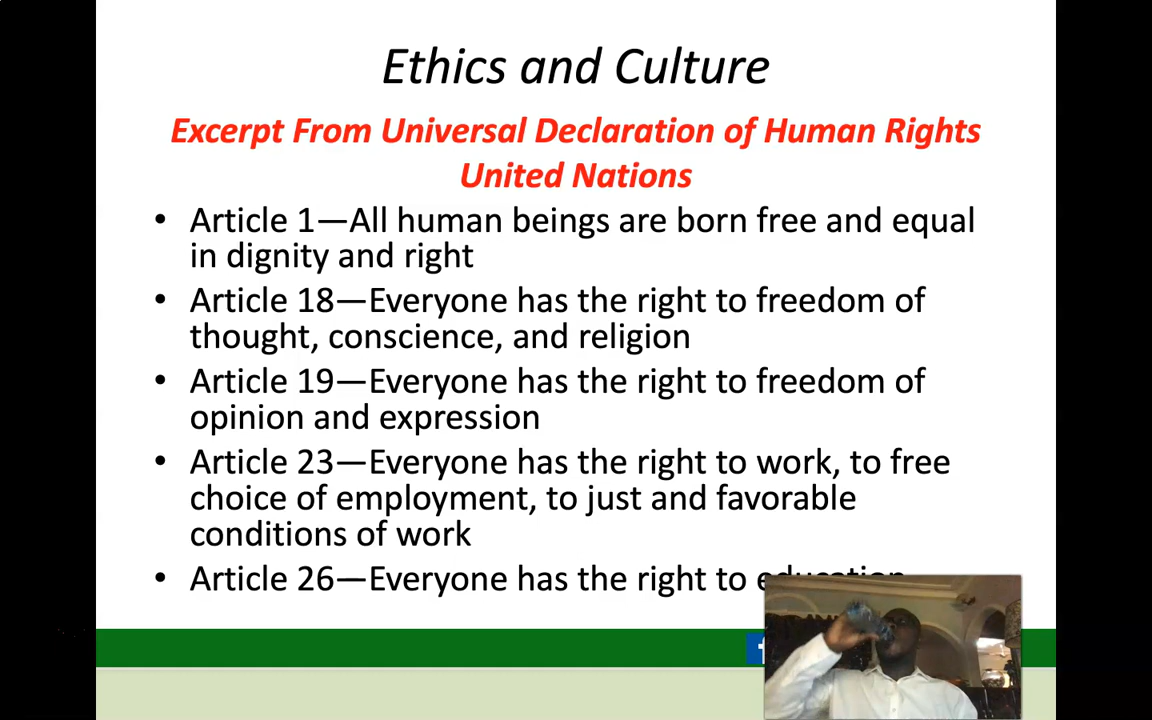 Ethics and Culture
Excerpt From Universal Declaration of Human Rights
United Nations
• Article 1—All human beings are born free and equal
in dignity and right
• Article 18—Everyone has the right to freedom of
thought, conscience, and religion
• Article 19—Everyone has the right to freedom of
opinion and expression
• Article 23—Everyone has the right to work, to free
choice of employment, to just and favorable
conditions of work
• Article 26—Everyone has the right to education
f